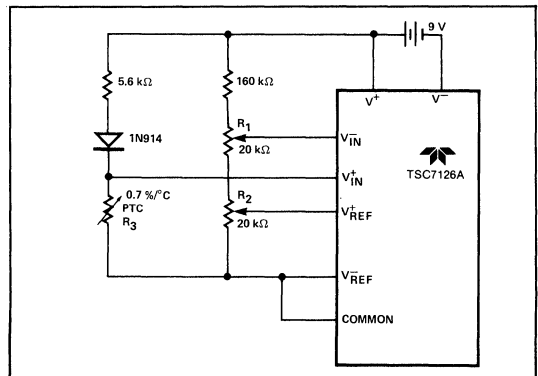 9 V
5.6 kΩ
160 kΩ
V+
V−
R1
20 kΩ
V−IN
1N914
TSC7126A
V+IN
0.7 %/°C
PTC
R3
R2
20 kΩ
V+REF
V−REF
COMMON